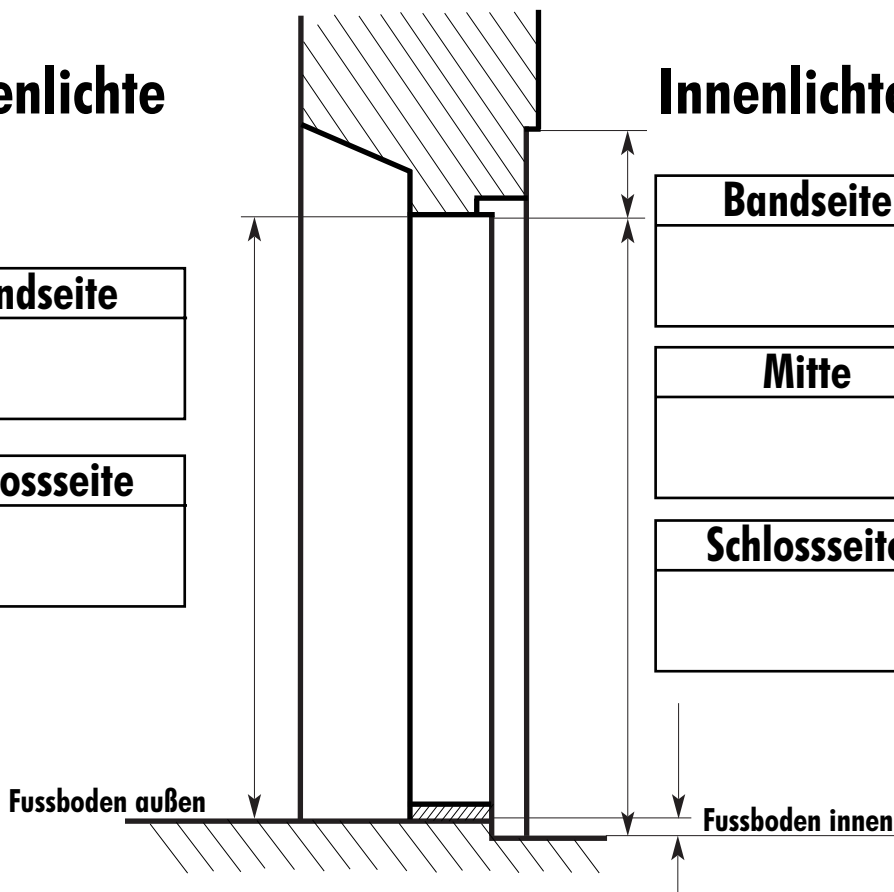 enlichte
Innenlichte
Bandseite
ndseite
Mitte
ossseite
Schlossseite
Fussboden außen
Fussboden innen